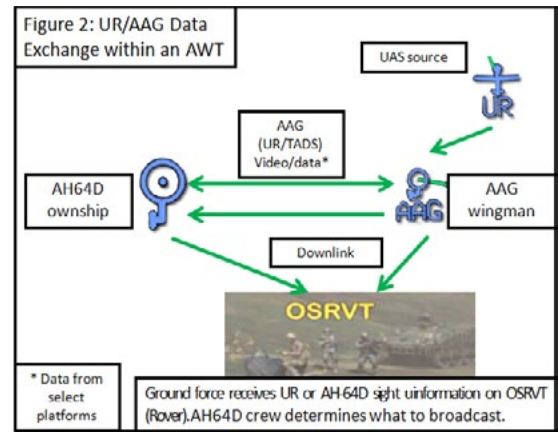 Figure 2: UR/AAG Data
Exchange within an AWT
UAS source
UR
AAG
(UR/TADS)
Video/data*
AH64D
ownship
AAG
AAG
wingman
Downlink
OSRVT
* Data from
select
platforms
Ground force receives UR or AH-64D sight uinformation on OSRVT
(Rover).AH64D crew determines what to broadcast.